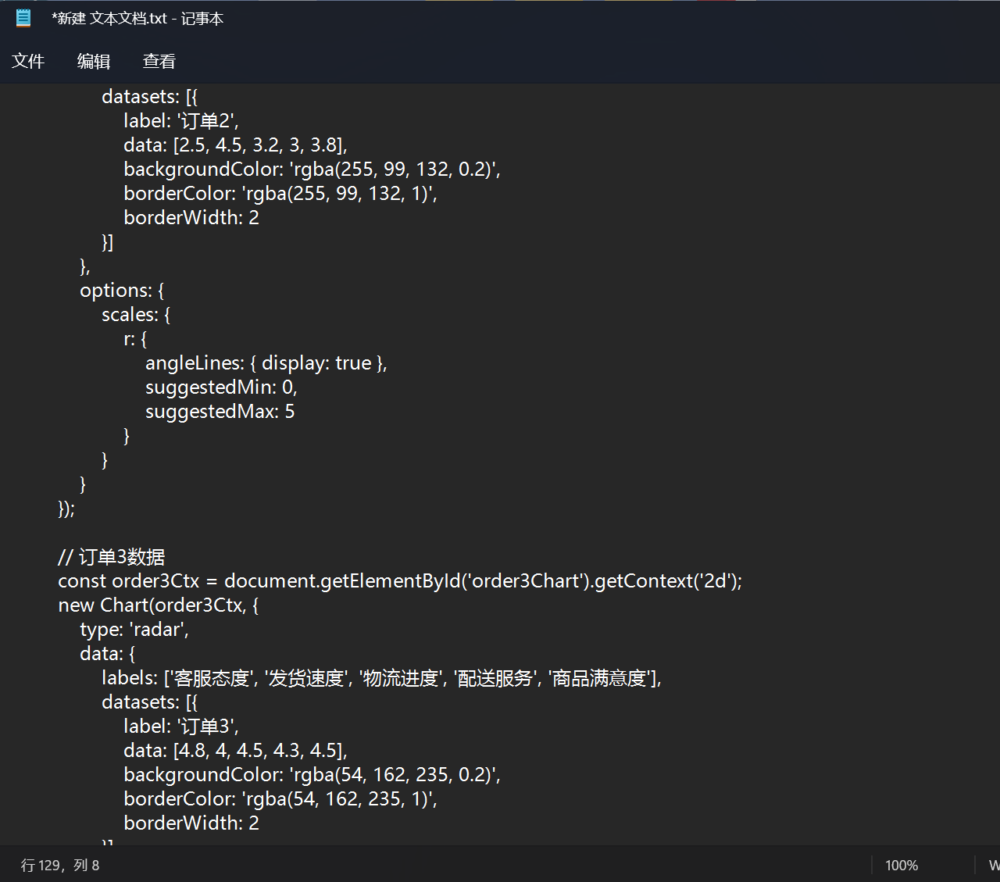 *新建 文本文档.txt - 记事本
文件 编辑 查看
datasets: [{
label: '订单2',
data: [2.5, 4.5, 3.2, 3, 3.8],
backgroundColor: 'rgba(255, 99, 132, 0.2)',
borderColor: 'rgba(255, 99, 132, 1)',
borderWidth: 2
}]
},
options: {
scales: {
r: {
angleLines: { display: true },
suggestedMin: 0,
suggestedMax: 5
}
}
}
});
// 订单3数据
const order3Ctx = document.getElementById('order3Chart').getContext('2d');
new Chart(order3Ctx, {
type: 'radar',
data: {
labels: ['客服态度', '发货速度', '物流进度', '配送服务', '商品满意度'],
datasets: [{
label: '订单3',
data: [4.8, 4, 4.5, 4.3, 4.5],
backgroundColor: 'rgba(54, 162, 235, 0.2)',
borderColor: 'rgba(54, 162, 235, 1)',
borderWidth: 2
}]
行 129，列 8 100% W